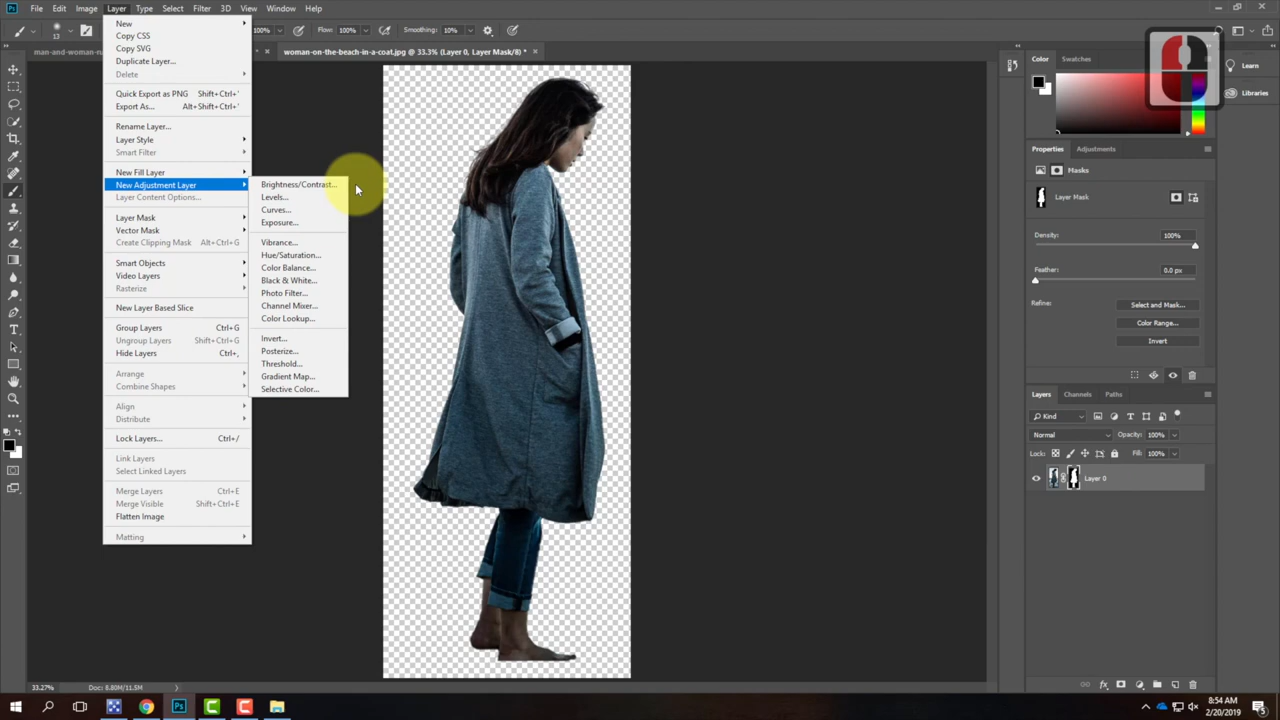 Ps File Edit Image Layer Type Select Filter 3D View Window Help
13 100% Flow: 100% Smoothing: 10%
woman-on-the-beach-in-a-coat.jpg @ 33.3% (Layer 0, Layer Mask/8) *
New
Copy CSS
Copy SVG
Duplicate Layer...
Delete
Quick Export as PNG Shift+Ctrl+'
Export As... Alt+Shift+Ctrl+'
Rename Layer...
Layer Style
Smart Filter
New Fill Layer
New Adjustment Layer
Layer Content Options...
Layer Mask
Vector Mask
Create Clipping Mask Alt+Ctrl+G
Smart Objects
Video Layers
Rasterize
New Layer Based Slice
Group Layers Ctrl+G
Ungroup Layers Shift+Ctrl+G
Hide Layers Ctrl+,
Arrange
Combine Shapes
Align
Distribute
Lock Layers... Ctrl+/
Link Layers
Select Linked Layers
Merge Layers Ctrl+E
Merge Visible Shift+Ctrl+E
Flatten Image
Matting
Brightness/Contrast...
Levels...
Curves...
Exposure...
Vibrance...
Hue/Saturation...
Color Balance...
Black & White...
Photo Filter...
Channel Mixer...
Color Lookup...
Invert...
Posterize...
Threshold...
Gradient Map...
Selective Color...
Color Swatches
Learn
Libraries
Properties Adjustments
Masks
Layer Mask
Density: 100%
Feather: 0.0 px
Refine: Select and Mask...
Color Range...
Invert
Layers Channels Paths
Kind
Normal Opacity: 100%
Lock: Fill: 100%
Layer 0
33.27% Doc: 8.80M/11.5M
Ps
8:54 AM
2/20/2019